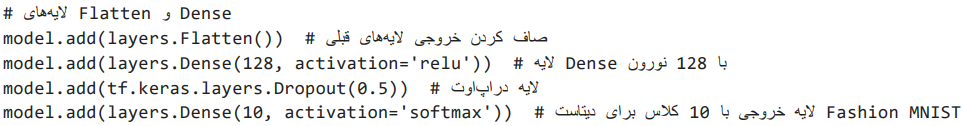 # لایه‌های Flatten و Dense
model.add(layers.Flatten())  # صاف کردن خروجی لایه‌های قبلی
model.add(layers.Dense(128, activation='relu'))  # لایه Dense با 128 نورون
model.add(tf.keras.layers.Dropout(0.5))  # لایه دراپ‌اوت
model.add(layers.Dense(10, activation='softmax'))  # لایه خروجی با 10 کلاس برای دیتاست Fashion MNIST